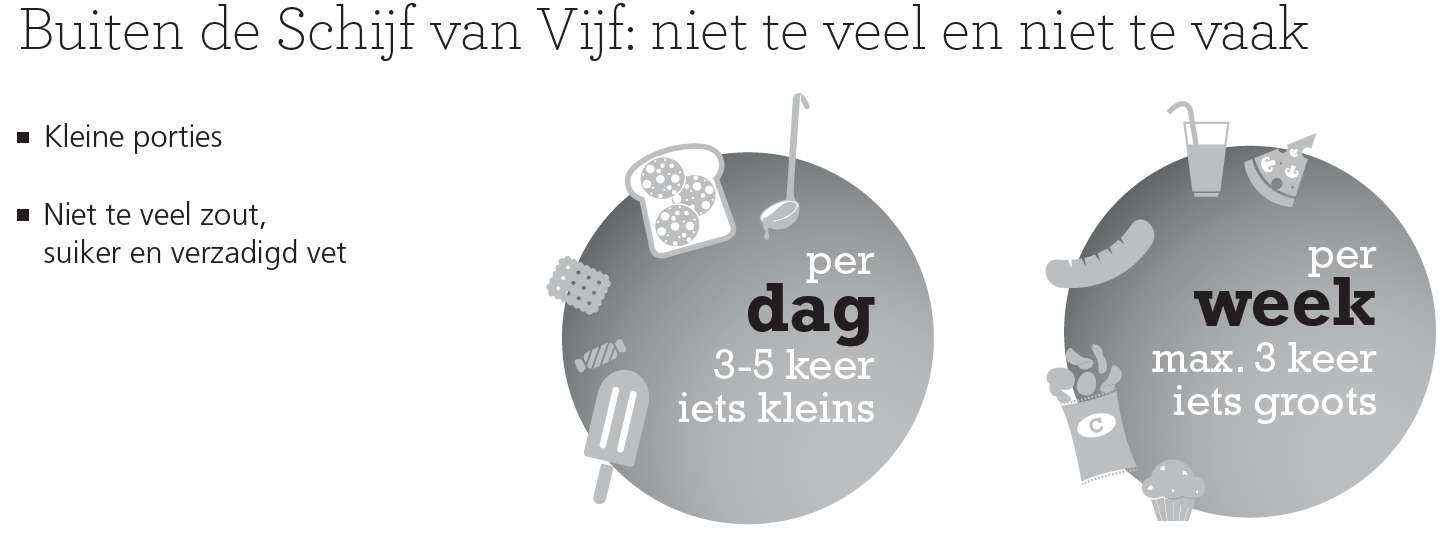 Buiten de Schijf van Vijf: niet te veel en niet te vaak
Kleine porties
Niet te veel zout,
suiker en verzadigd vet
per
dag
3-5 keer
iets kleins
per
week
max. 3 keer
iets groots
C